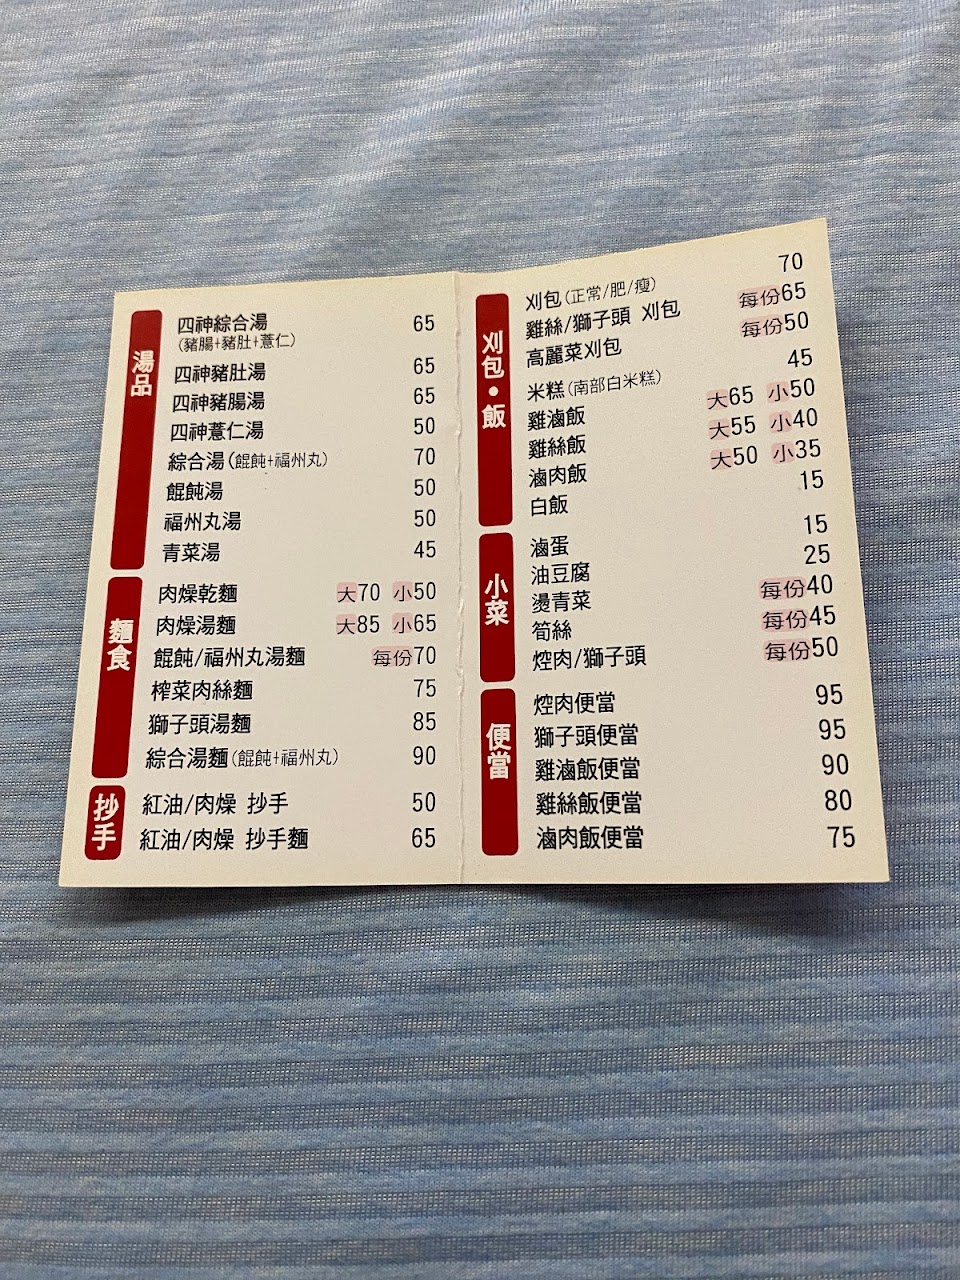 湯品
四神綜合湯 65
(豬腸+豬肚+薏仁)
四神豬肚湯 65
四神豬腸湯 65
四神薏仁湯 50
綜合湯(餛飩+福州丸) 70
餛飩湯 50
福州丸湯 50
青菜湯 45
麵食
肉燥乾麵 大70 小50
肉燥湯麵 大85 小65
餛飩/福州丸湯麵 每份70
榨菜肉絲麵 75
獅子頭湯麵 85
綜合湯麵(餛飩+福州丸) 90
抄手
紅油/肉燥 抄手 50
紅油/肉燥 抄手麵 65
刈包·飯
刈包(正常/肥/瘦) 70
雞絲/獅子頭 刈包 每份65
高麗菜刈包 每份50
米糕(南部白米糕) 45
雞滷飯 大65 小50
雞絲飯 大55 小40
滷肉飯 大50 小35
白飯 15
小菜
滷蛋 15
油豆腐 25
燙青菜 每份40
筍絲 每份45
焢肉/獅子頭 每份50
便當
焢肉便當 95
獅子頭便當 95
雞滷飯便當 90
雞絲飯便當 80
滷肉飯便當 75